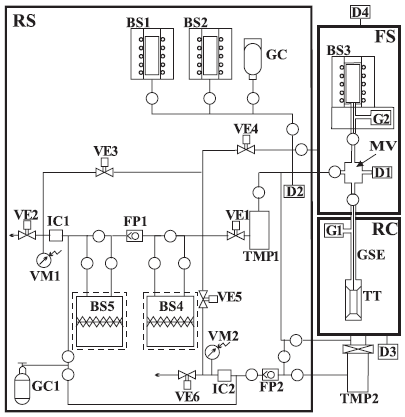 D4
RS
BS1
BS2
GC
FS
BS3
G2
VE4
MV
VE3
D1
D2
VE2
IC1
FP1
VE1
RC
G1
GSE
VM1
TMP1
TT
BS5
BS4
VE5
VM2
D3
GC1
VE6
IC2
FP2
TMP2